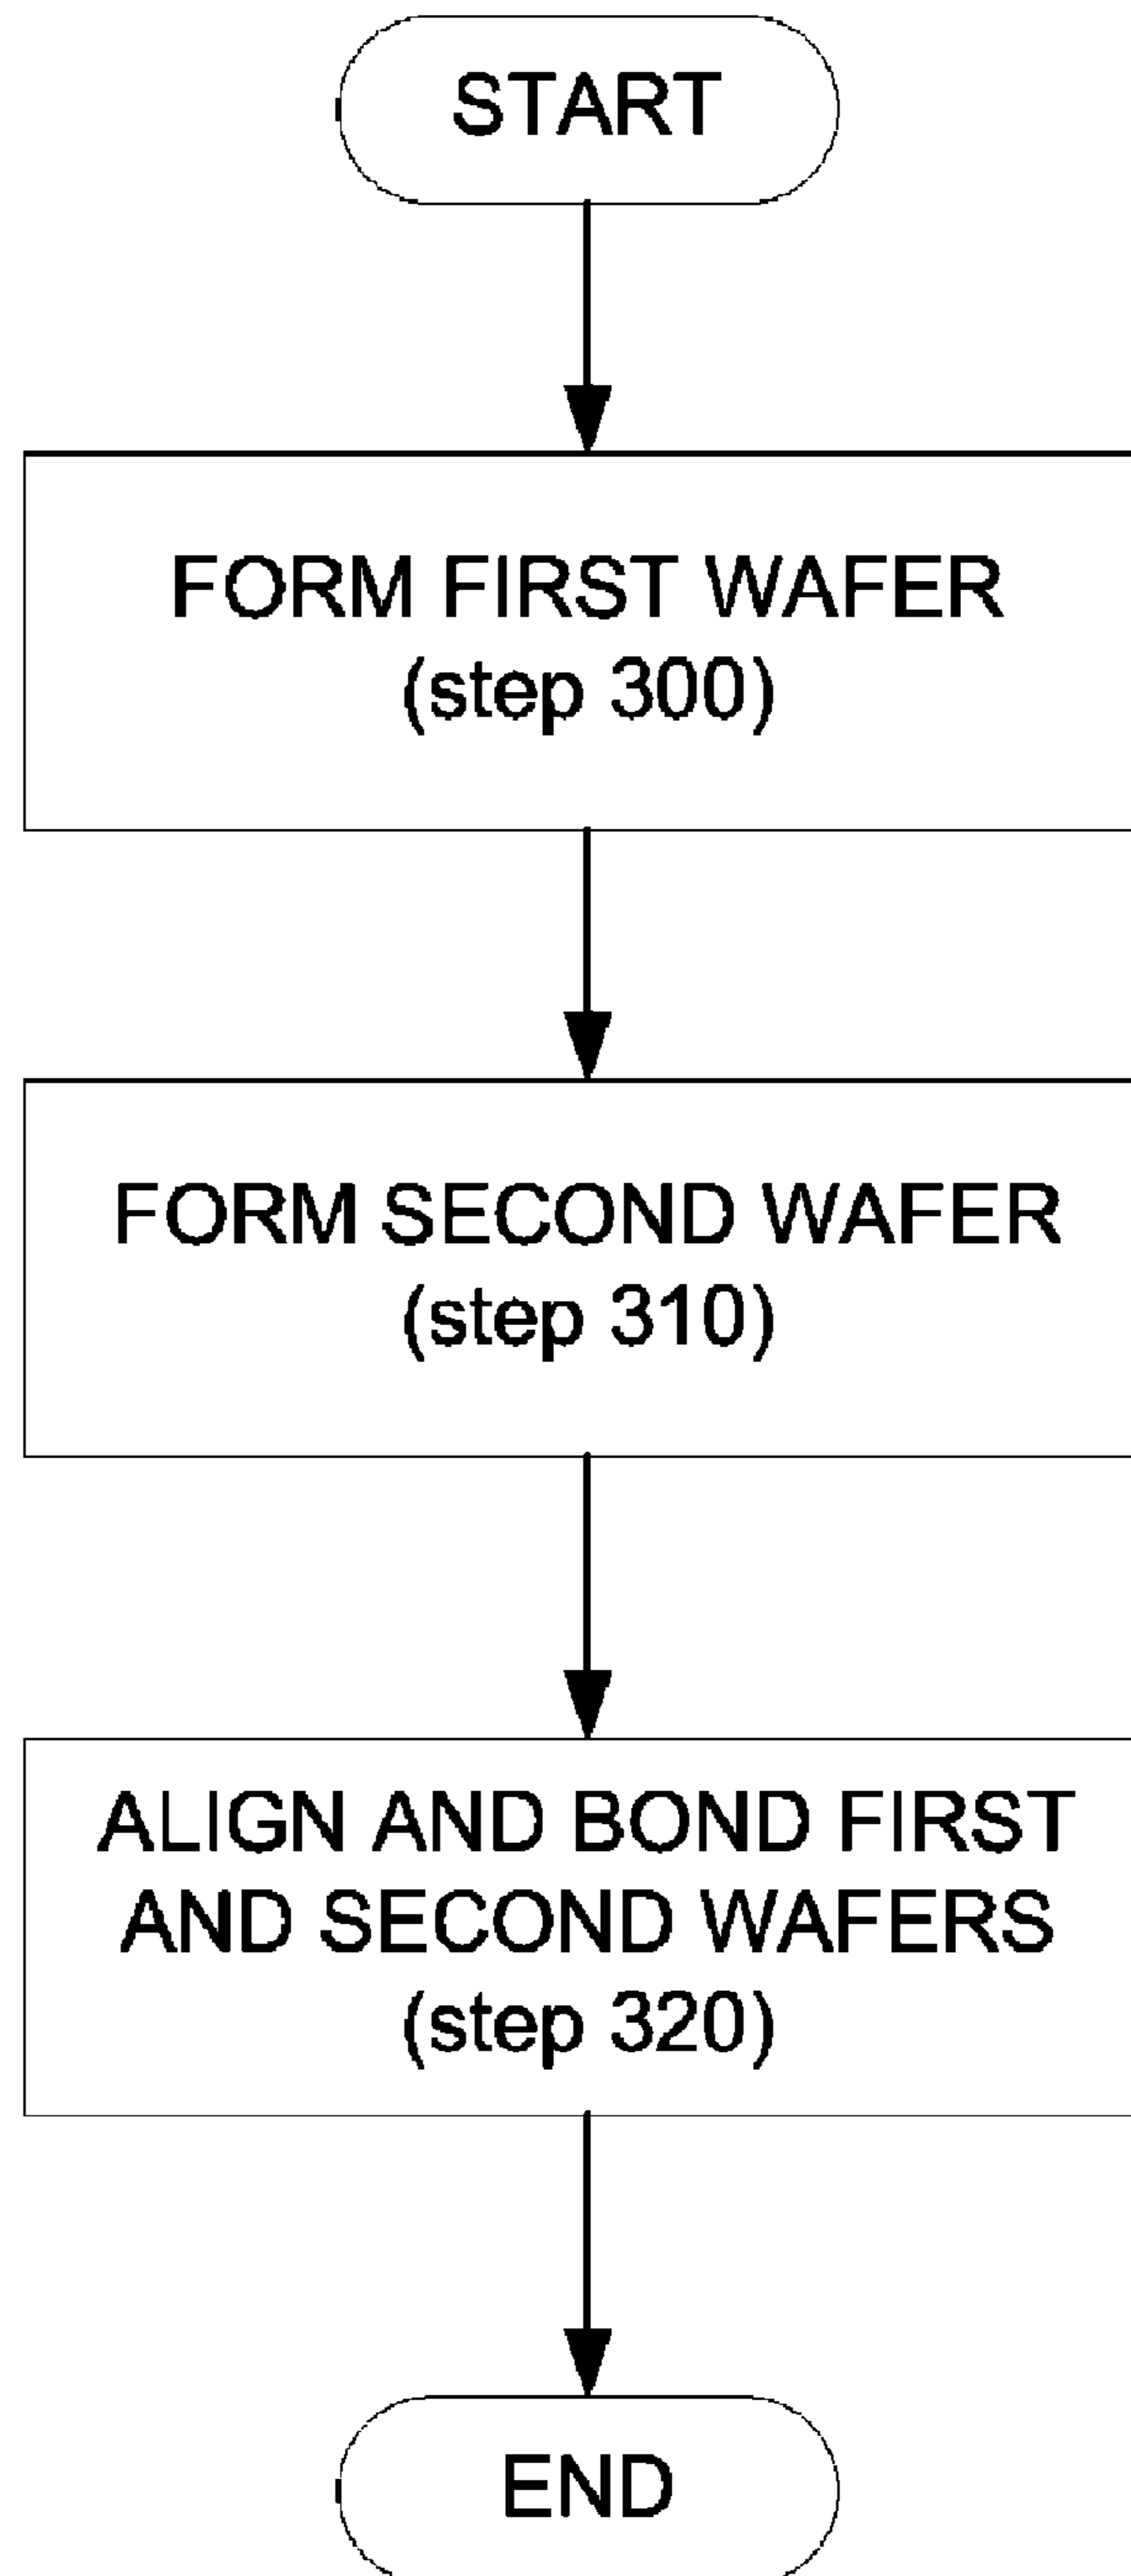 START
FORM FIRST WAFER
(step 300)
FORM SECOND WAFER
(step 310)
ALIGN AND BOND FIRST
AND SECOND WAFERS
(step 320)
END